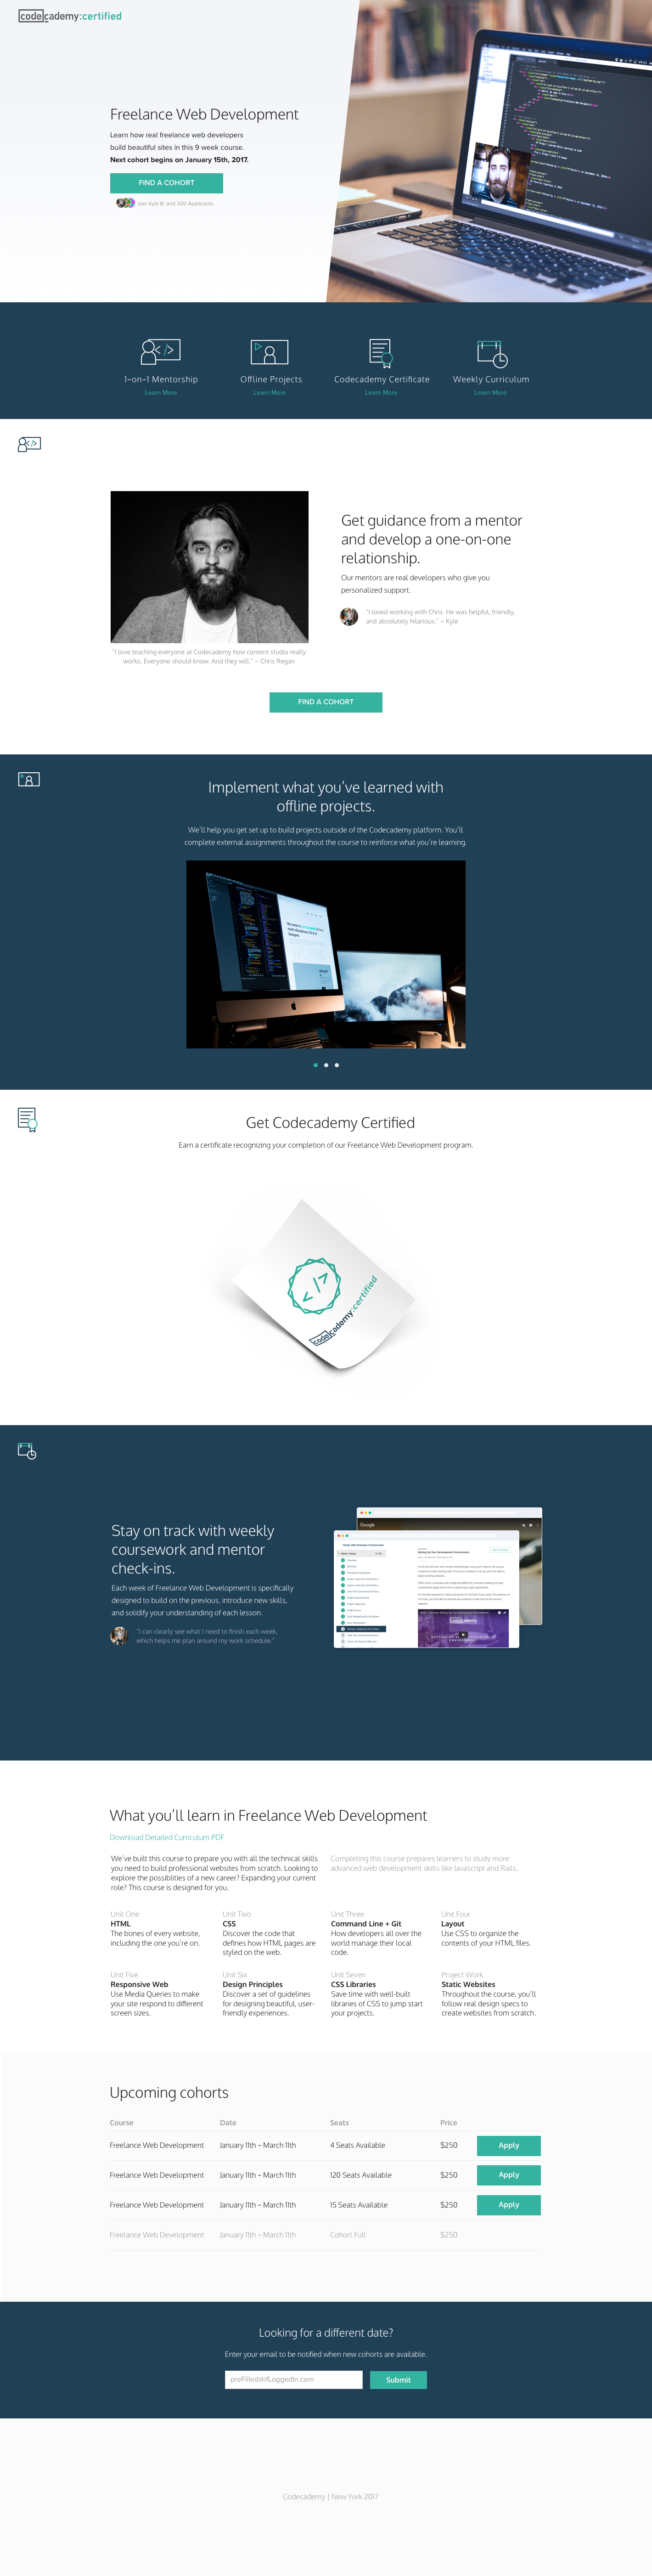 codecademy:certified
Freelance Web Development
Learn how real freelance web developers
build beautiful sites in this 9 week course.
Next cohort begins on January 15th, 2017.
FIND A COHORT
Join Kyle B. and 320 Applicants.
1-on-1 Mentorship
Learn More
Offline Projects
Learn More
Codecademy Certificate
Learn More
Weekly Curriculum
Learn More
Get guidance from a mentor
and develop a one-on-one
relationship.
Our mentors are real developers who give you
personalized support.
"I loved working with Chris. He was helpful, friendly,
and absolutely hilarious." – Kyle
"I love teaching everyone at Codecademy how content studio really
works. Everyone should know. And they will." – Chris Regan
FIND A COHORT
Implement what you've learned with
offline projects.
We'll help you get set up to build projects outside of the Codecademy platform. You'll
complete external assignments throughout the course to reinforce what you're learning.
Get Codecademy Certified
Earn a certificate recognizing your completion of our Freelance Web Development program.
</>
codecademy:certified
Stay on track with weekly
coursework and mentor
check-ins.
Each week of Freelance Web Development is specifically
designed to build on the previous, introduce new skills,
and solidify your understanding of each lesson.
"I can clearly see what I need to finish each week,
which helps me plan around my work schedule."
Google
codecademy
What you'll learn in Freelance Web Development
Download Detailed Curriculum PDF
We've built this course to prepare you with all the technical skills
you need to build professional websites from scratch. Looking to
explore the possiblities of a new career? Expanding your current
role? This course is designed for you.
Completing this course prepares learners to study more
advanced web development skills like Javascript and Rails.
Unit One
HTML
The bones of every website,
including the one you're on.
Unit Two
CSS
Discover the code that
defines how HTML pages are
styled on the web.
Unit Three
Command Line + Git
How developers all over the
world manage their local
code.
Unit Four
Layout
Use CSS to organize the
contents of your HTML files.
Unit Five
Responsive Web
Use Media Queries to make
your site respond to different
screen sizes.
Unit Six
Design Principles
Discover a set of guidelines
for designing beautiful, user-
friendly experiences.
Unit Seven
CSS Libraries
Save time with well-built
libraries of CSS to jump start
your projects.
Project Work
Static Websites
Throughout the course, you'll
follow real design specs to
create websites from scratch.
Upcoming cohorts
Course Date Seats Price
Freelance Web Development January 11th – March 11th 4 Seats Available $250 Apply
Freelance Web Development January 11th – March 11th 120 Seats Available $250 Apply
Freelance Web Development January 11th – March 11th 15 Seats Available $250 Apply
Freelance Web Development January 11th – March 11th Cohort Full $250
Looking for a different date?
Enter your email to be notified when new cohorts are available.
preFilled@ifLoggedIn.com
Submit
Codecademy | New York 2017